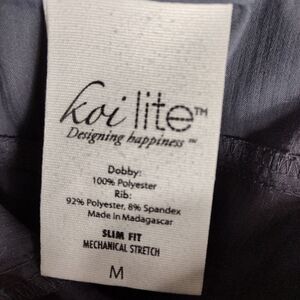 koi lite™
Designing happiness™
Dobby:
100% Polyester
Rib:
92% Polyester, 8% Spandex
Made in Madagascar
SLIM FIT
MECHANICAL STRETCH
M